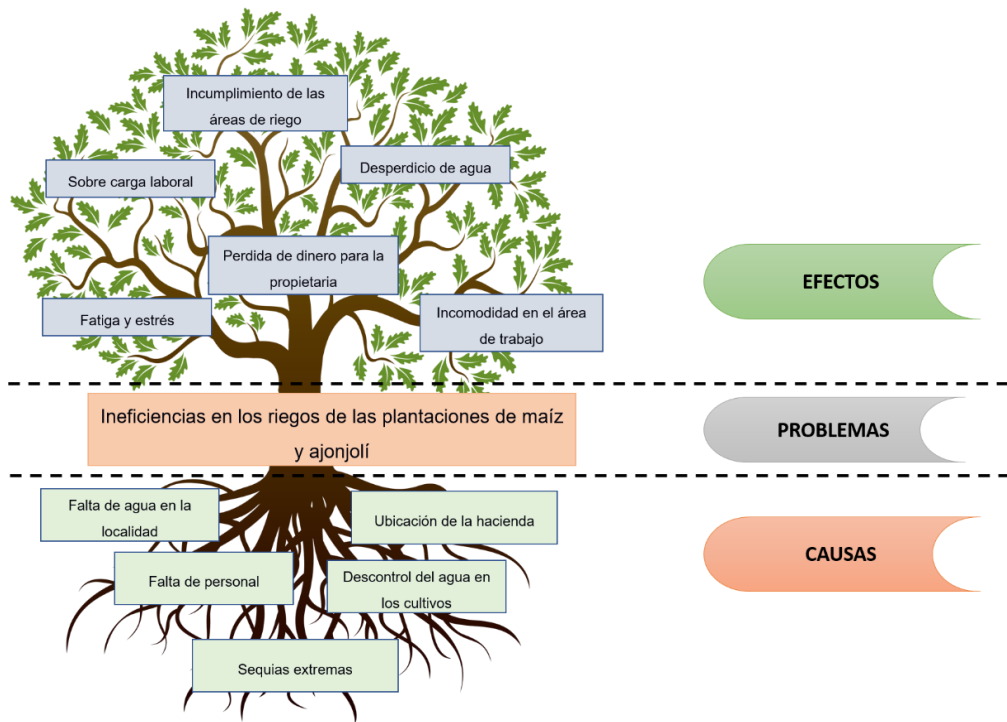 Incumplimiento de las
áreas de riego
Desperdicio de agua
Sobre carga laboral
Perdida de dinero para la
propietaria
Fatiga y estrés
Incomodidad en el área
de trabajo
EFECTOS
Ineficiencias en los riegos de las plantaciones de maíz
y ajonjolí
PROBLEMAS
Falta de agua en la
localidad
Ubicación de la hacienda
Falta de personal
Descontrol del agua en
los cultivos
Sequias extremas
CAUSAS